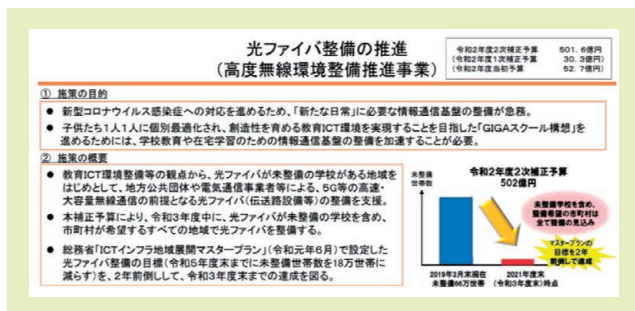 光ファイバ整備の推進
(高度無線環境整備推進事業)
令和2年度2次補正予算 501.6億円
(令和2年度1次補正予算 30.3億円)
(令和2年度当初予算 52.7億円)
① 施策の目的
● 新型コロナウイルス感染症への対応を進めるため、「新たな日常」に必要な情報通信基盤の整備が急務。
● 子供たち1人1人に個別最適化され、創造性を育める教育ICT環境を実現することを目指した「GIGAスクール構想」を
進めるためには、学校教育や在宅学習のための情報通信基盤の整備を加速することが必要。
② 施策の概要
● 教育ICT環境整備等の観点から、光ファイバが未整備の学校がある地域を
はじめとして、地方公共団体や電気通信事業者等による、5G等の高速・
大容量無線通信の前提となる光ファイバ(伝送路設備等)の整備を支援。
● 本補正予算により、令和3年度中に、光ファイバが未整備の学校を含め、
市町村が希望するすべての地域で光ファイバを整備する。
● 総務省「ICTインフラ地域展開マスタープラン」(令和元年6月)で設定した
光ファイバ整備の目標(令和5年度末までに未整備世帯数を18万世帯に
減らす)を、2年前倒しして、令和3年度末までの達成を図る。
未整備
世帯数
令和2年度2次補正予算
502億円
未整備学校を含め、
整備希望の市町村は
全て整備の見込み
マスタープランの
目標を2年
前倒しで達成
2019年3月末現在
未整備66万世帯
2021年度末
(令和3年度末)時点